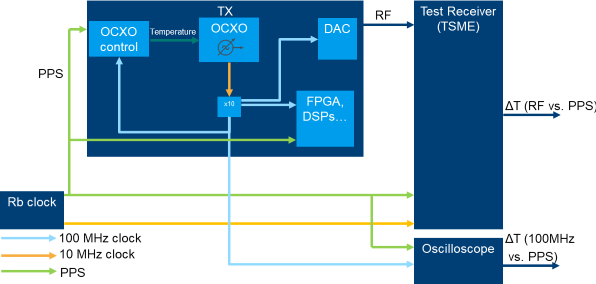 TX
RF
Test Receiver
(TSME)
OCXO
control
Temperature
OCXO
DAC
PPS
x10
FPGA,
DSPs...
ΔT (RF vs. PPS)
Rb clock
100 MHz clock
10 MHz clock
PPS
Oscilloscope
ΔT (100MHz
vs. PPS)